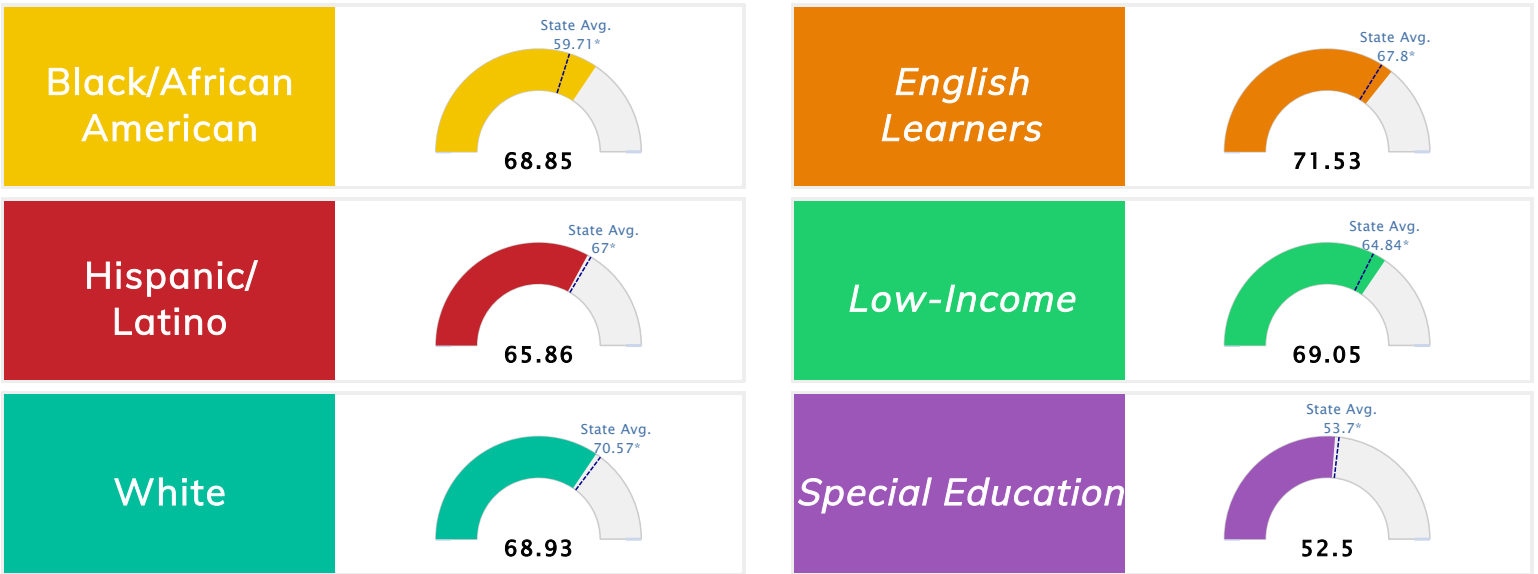 Black/African
American
State Avg.
59.71*
68.85
English
Learners
State Avg.
67.8*
71.53
Hispanic/
Latino
State Avg.
67*
65.86
Low-Income
State Avg.
64.84*
69.05
White
State Avg.
70.57*
68.93
Special Education
State Avg.
53.7*
52.5